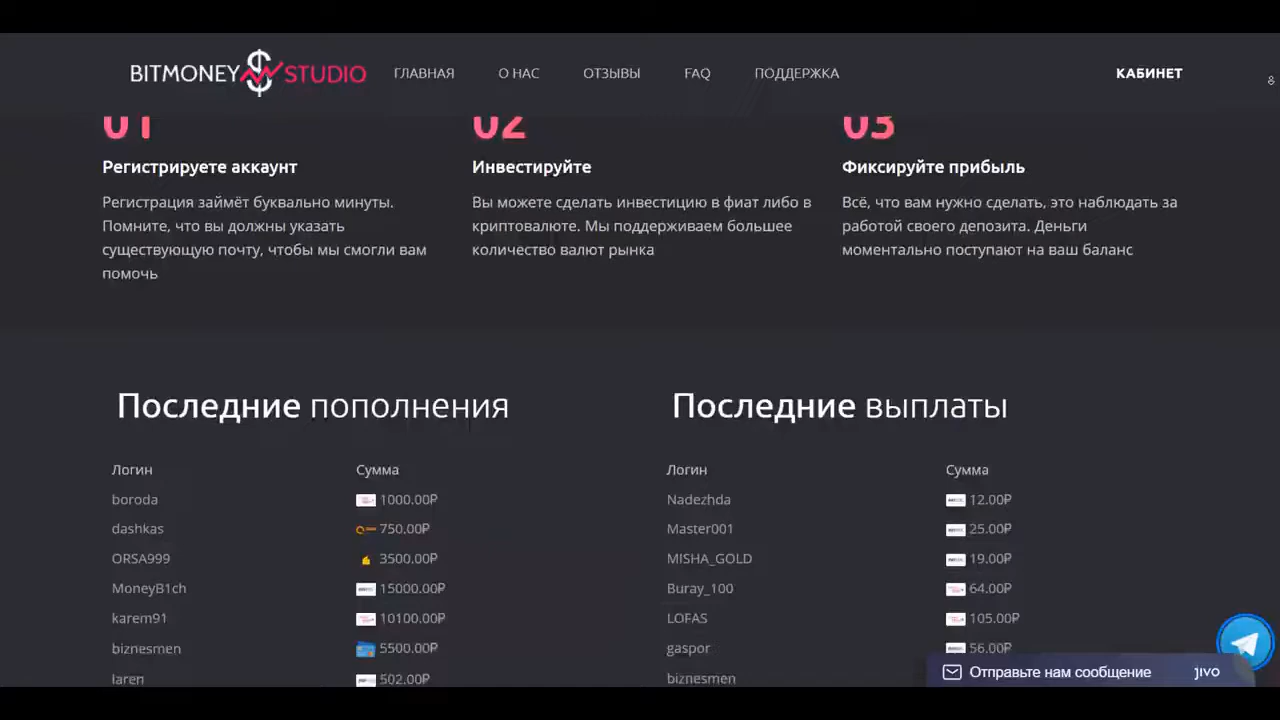 BITMONEY STUDIO ГЛАВНАЯ О НАС ОТЗЫВЫ FAQ ПОДДЕРЖКА КАБИНЕТ
01 02 03
Регистрируете аккаунт
Регистрация займёт буквально минуты.
Помните, что вы должны указать
существующую почту, чтобы мы смогли вам
помочь
Инвестируйте
Вы можете сделать инвестицию в фиат либо в
криптовалюте. Мы поддерживаем большее
количество валют рынка
Фиксируйте прибыль
Всё, что вам нужно сделать, это наблюдать за
работой своего депозита. Деньги
моментально поступают на ваш баланс
Последние пополнения
Логин Сумма
boroda 1000.00₽
dashkas 750.00₽
ORSA999 3500.00₽
MoneyB1ch 15000.00₽
karem91 10100.00₽
biznesmen 5500.00₽
laren 502.00₽
Последние выплаты
Логин Сумма
Nadezhda 12.00₽
Master001 25.00₽
MISHA_GOLD 19.00₽
Buray_100 64.00₽
LOFAS 105.00₽
gaspor 56.00₽
biznesmen
Отправьте нам сообщение jivo